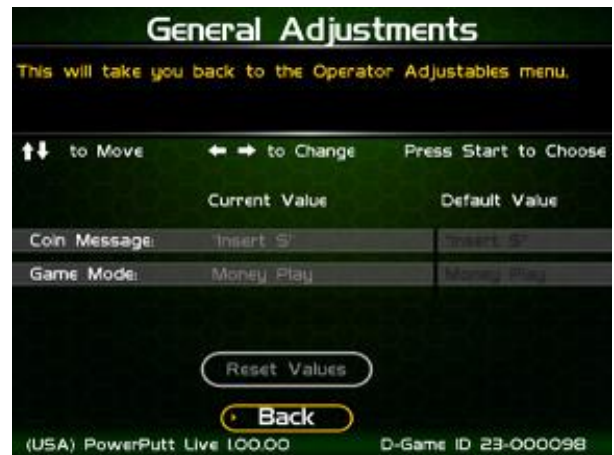 General Adjustments
This will take you back to the Operator Adjustables menu.
to Move to Change Press Start to Choose
Current Value Default Value
Coin Message: 'Insert $' 'Insert $'
Game Mode: Money Play Money Play
Reset Values
Back
(USA) PowerPutt Live 1.00.00 D-Game ID 23-000098